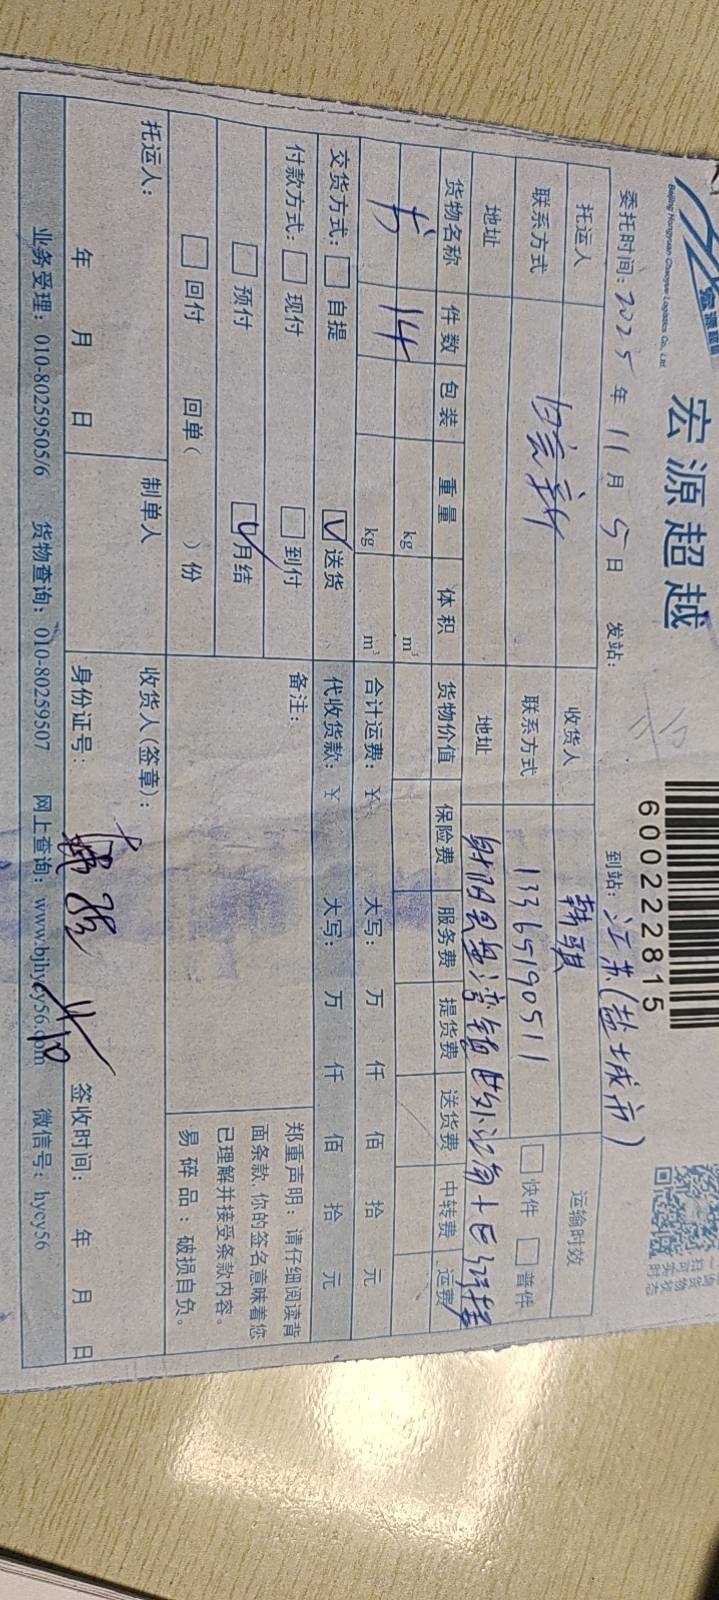 宏源超越
Beijing Hongyuan Chaoyue Logistics Co., Ltd.
6000222815
委托时间：2025年11月5日 发站： 到站：江苏(盐城市)
托运人 收货人 韩骐 运输时效
联系方式 联系方式 13365190511 快件 普件
地址 地址 射阳县盘湾镇
货物名称 件数 包装 重量 体积 货物价值 保险费 服务费 提货费 送货费 中转费 运费
kg m³
书 14 kg m³ 合计运费：¥ 大写： 万 仟 佰 拾 元
交货方式： 自提 送货 代收货款：¥ 大写： 万 仟 佰 拾 元
付款方式： 现付 到付 备注：
预付 月结
回付 回单（ ）份
郑重声明：请仔细阅读背
面条款，你的签名意味着您
已理解并接受条款内容。
易碎品：破损自负。
托运人： 制单人 收货人(签章)：
年 月 日 身份证号： 11/10 签收时间： 年 月 日
业务受理：010-80259505/6 货物查询：010-80259507 网上查询：www.bjhycy56.com 微信号：hycy56